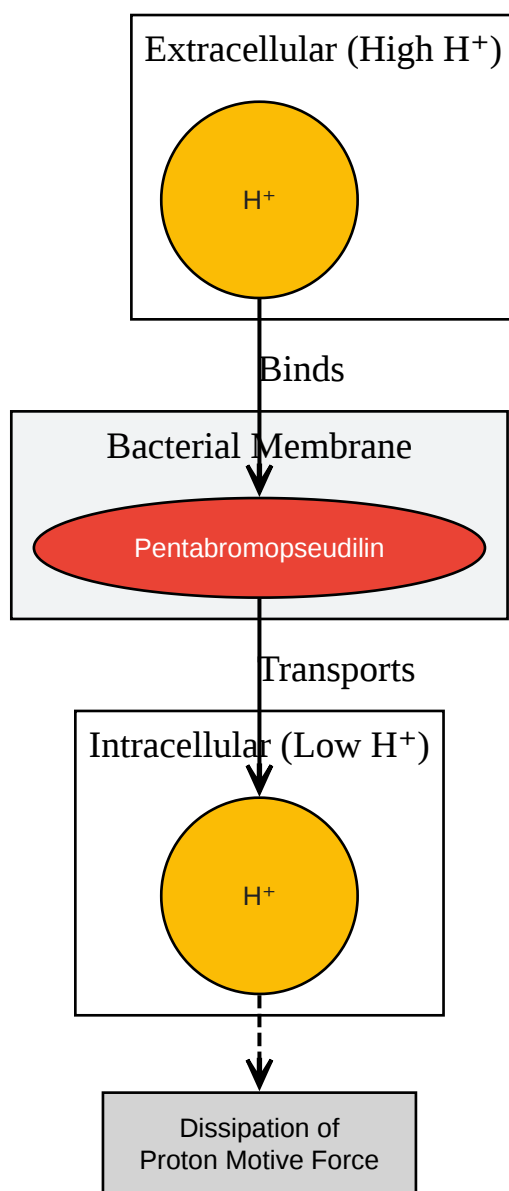 Extracellular (High H⁺)
H⁺
Binds
Bacterial Membrane
Pentabromopseudilin
Transports
Intracellular (Low H⁺)
H⁺
Dissipation of
Proton Motive Force